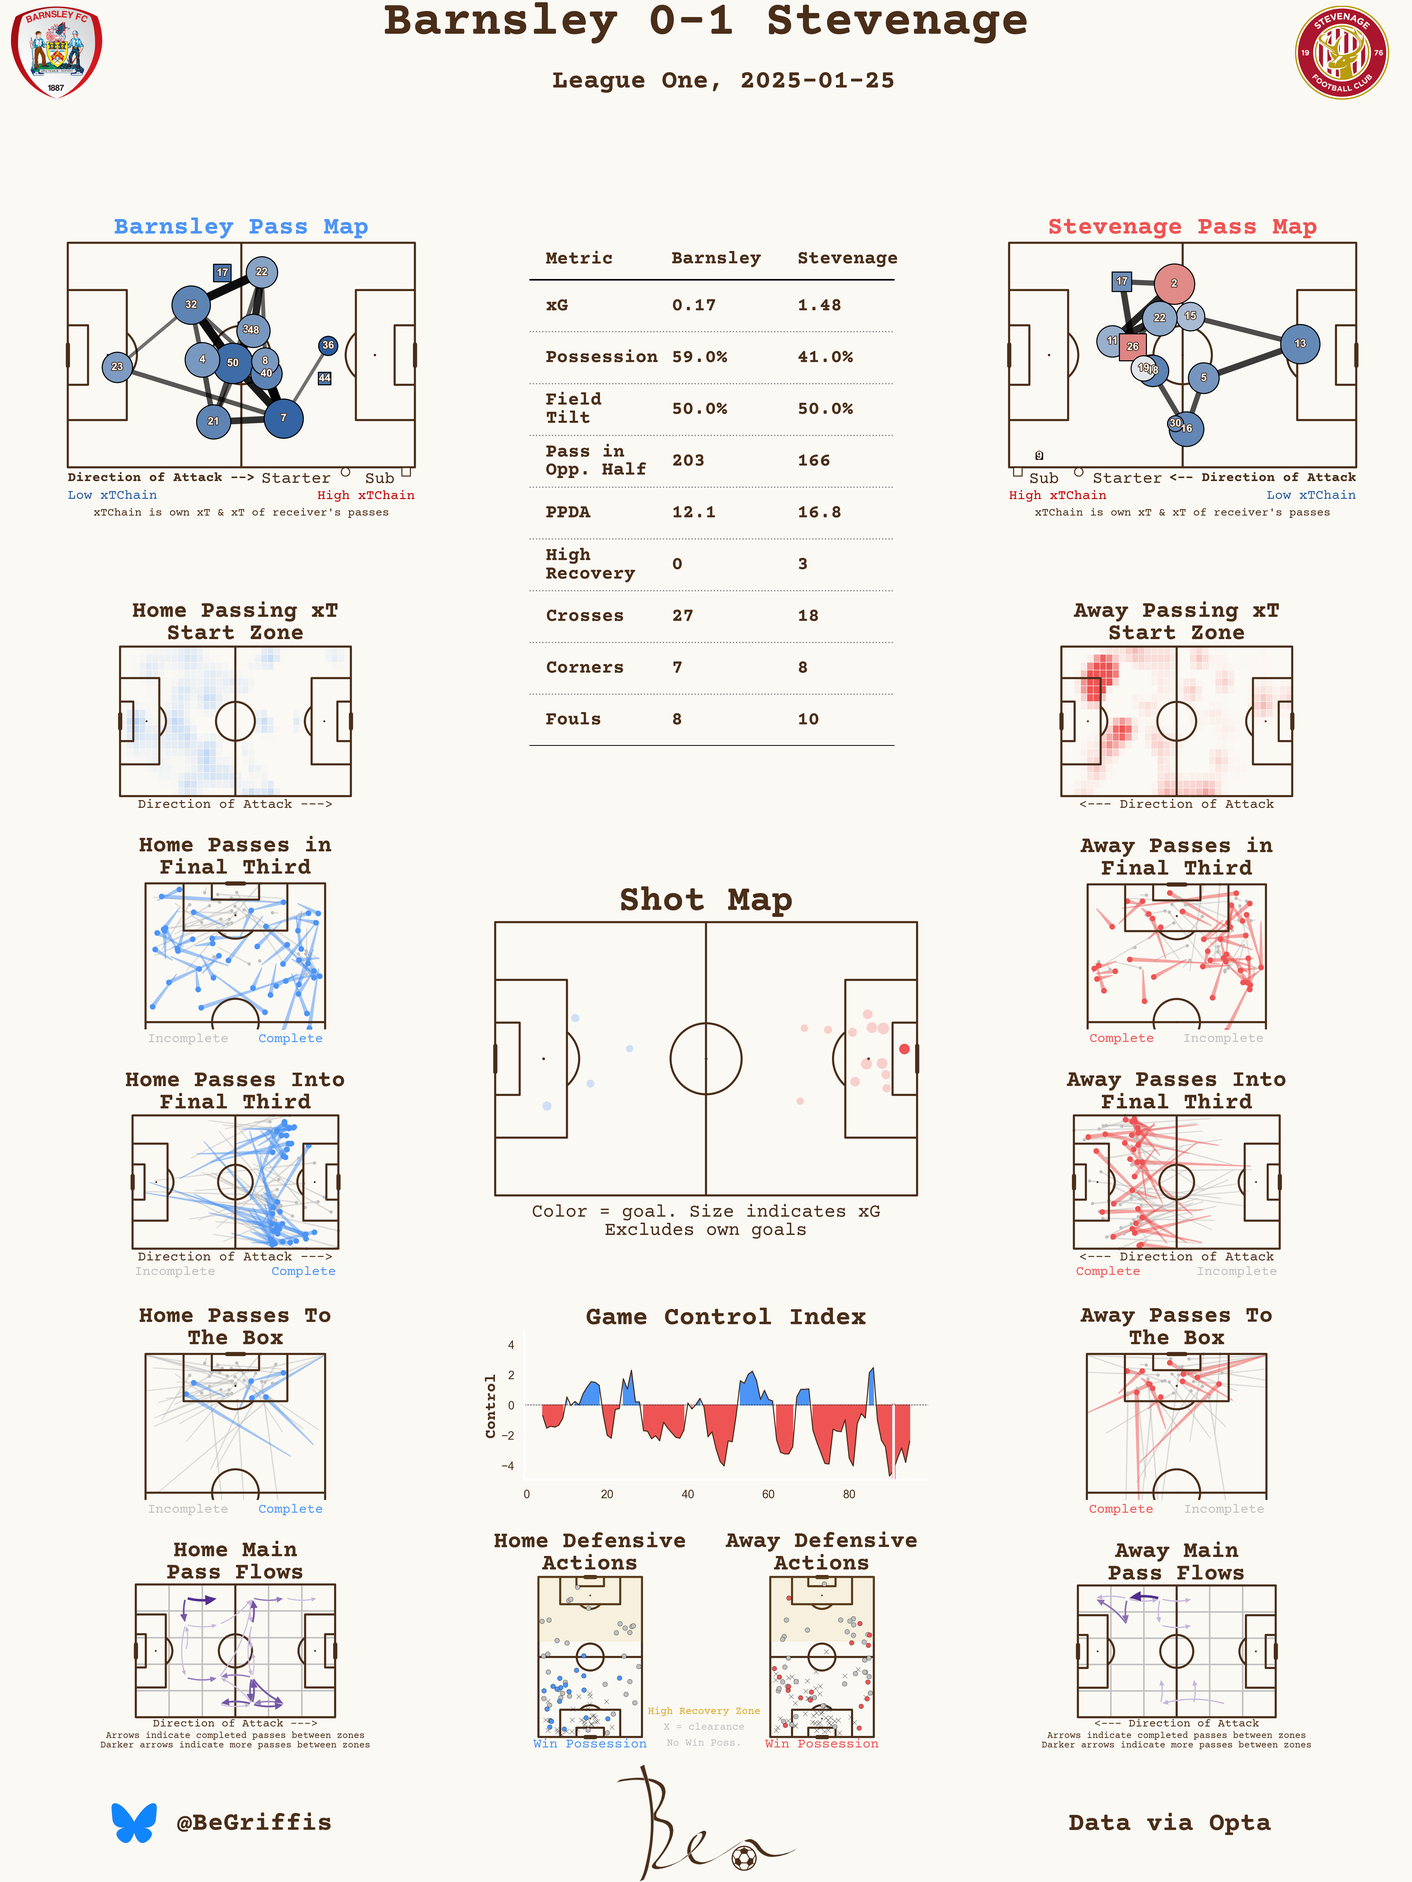 Barnsley 0-1 Stevenage
League One, 2025-01-25
BARNSLEY FC
1887
STEVENAGE
19 76
FOOTBALL CLUB
Barnsley Pass Map
17
22
32
48
4
50
8
40
36
44
23
21
7
Direction of Attack --> Starter Sub
Low xTChain High xTChain
xTChain is own xT & xT of receiver's passes
Metric Barnsley Stevenage
xG 0.17 1.48
Possession 59.0% 41.0%
Field
Tilt 50.0% 50.0%
Pass in
Opp. Half 203 166
PPDA 12.1 16.8
High
Recovery 0 3
Crosses 27 18
Corners 7 8
Fouls 8 10
Stevenage Pass Map
17
2
22
15
11
26
13
19
5
30
16
Sub Starter <-- Direction of Attack
High xTChain Low xTChain
xTChain is own xT & xT of receiver's passes
Home Passing xT
Start Zone
Direction of Attack --->
Away Passing xT
Start Zone
<--- Direction of Attack
Home Passes in
Final Third
Incomplete Complete
Away Passes in
Final Third
Complete Incomplete
Shot Map
Color = goal. Size indicates xG
Excludes own goals
Home Passes Into
Final Third
Direction of Attack --->
Incomplete Complete
Away Passes Into
Final Third
<--- Direction of Attack
Complete Incomplete
Home Passes To
The Box
Incomplete Complete
Game Control Index
Control
4
2
0
−2
−4
0 20 40 60 80
Away Passes To
The Box
Complete Incomplete
Home Main
Pass Flows
Direction of Attack --->
Arrows indicate completed passes between zones
Darker arrows indicate more passes between zones
Home Defensive
Actions
Win Possession
Away Defensive
Actions
Win Possession
High Recovery Zone
X = clearance
No Win Poss.
Away Main
Pass Flows
<--- Direction of Attack
Arrows indicate completed passes between zones
Darker arrows indicate more passes between zones
@BeGriffis
Ben
Data via Opta